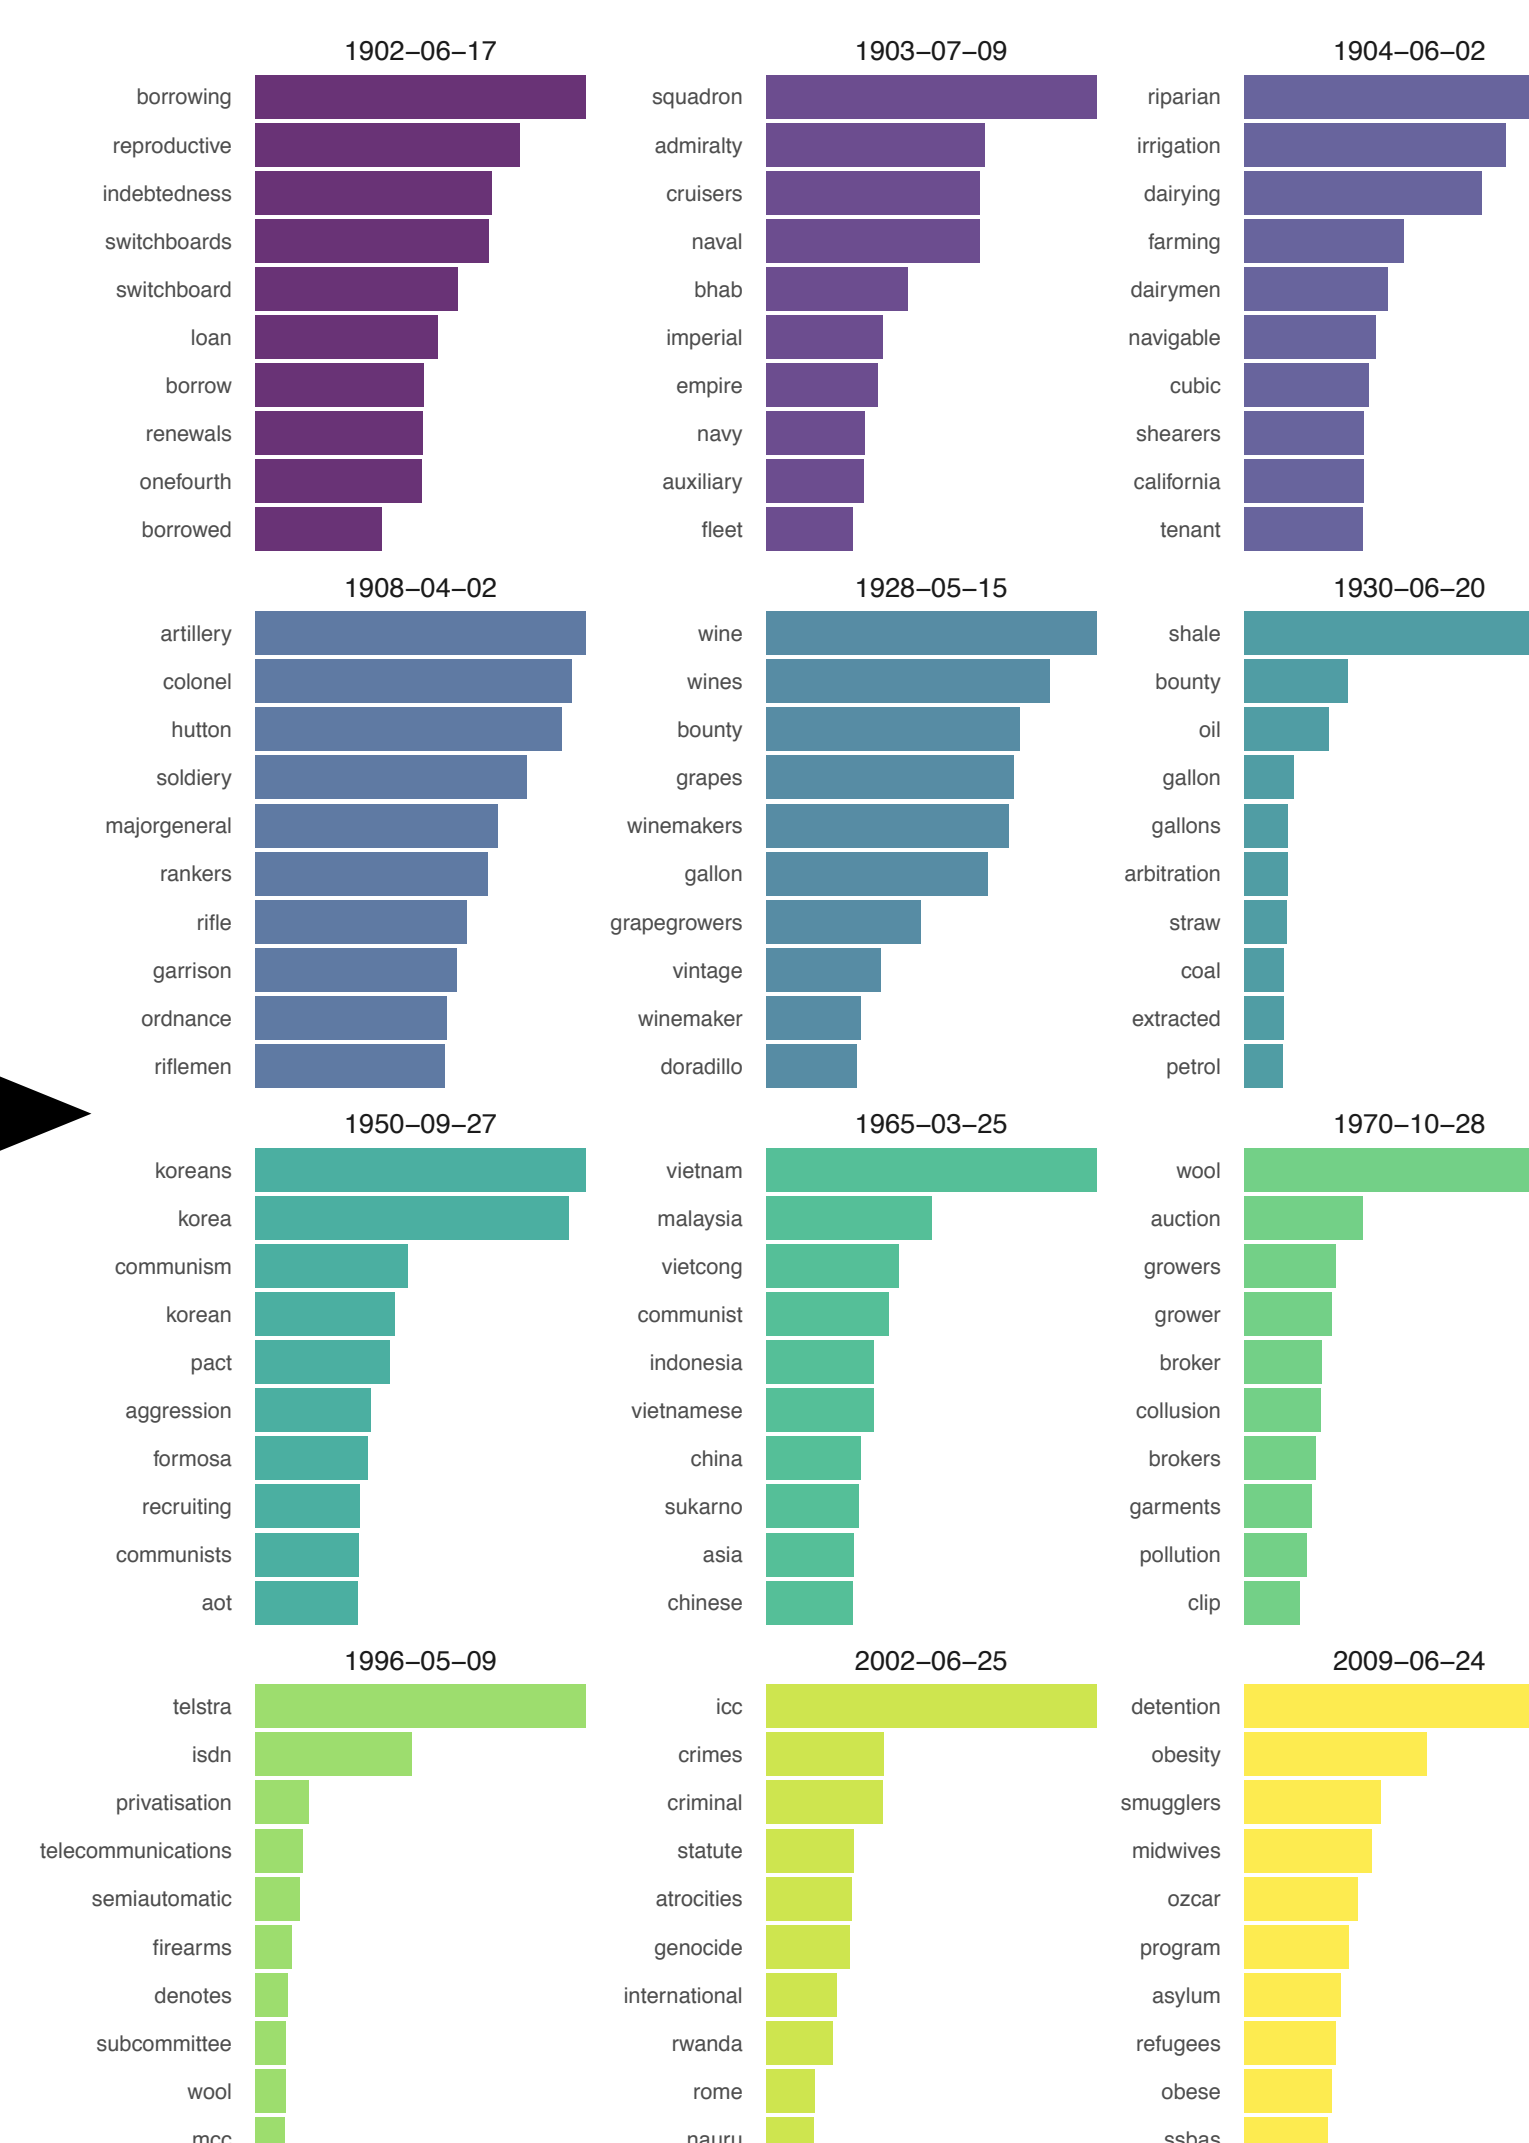 1902–06–17
borrowing
reproductive
indebtedness
switchboards
switchboard
loan
borrow
renewals
onefourth
borrowed
1903–07–09
squadron
admiralty
cruisers
naval
bhab
imperial
empire
navy
auxiliary
fleet
1904–06–02
riparian
irrigation
dairying
farming
dairymen
navigable
cubic
shearers
california
tenant
1908–04–02
artillery
colonel
hutton
soldiery
majorgeneral
rankers
rifle
garrison
ordnance
riflemen
1928–05–15
wine
wines
bounty
grapes
winemakers
gallon
grapegrowers
vintage
winemaker
doradillo
1930–06–20
shale
bounty
oil
gallon
gallons
arbitration
straw
coal
extracted
petrol
1950–09–27
koreans
korea
communism
korean
pact
aggression
formosa
recruiting
communists
aot
1965–03–25
vietnam
malaysia
vietcong
communist
indonesia
vietnamese
china
sukarno
asia
chinese
1970–10–28
wool
auction
growers
grower
broker
collusion
brokers
garments
pollution
clip
1996–05–09
telstra
isdn
privatisation
telecommunications
semiautomatic
firearms
denotes
subcommittee
wool
mcc
2002–06–25
icc
crimes
criminal
statute
atrocities
genocide
international
rwanda
rome
nauru
2009–06–24
detention
obesity
smugglers
midwives
ozcar
program
asylum
refugees
obese
ssbas